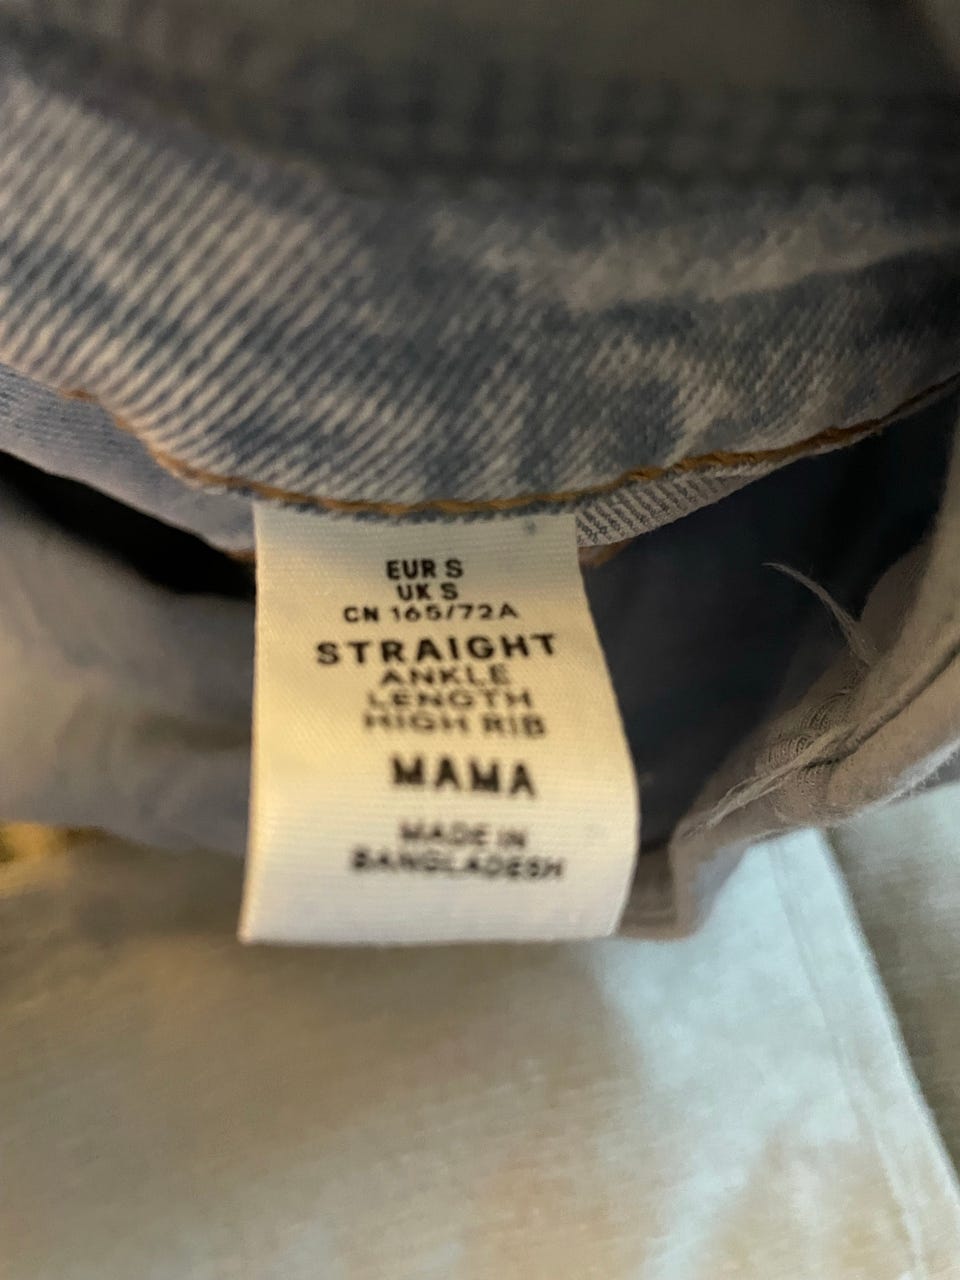 EUR S
UK S
CN 165/72A
STRAIGHT
ANKLE
LENGTH
HIGH RIB
MAMA
MADE IN
BANGLADESH